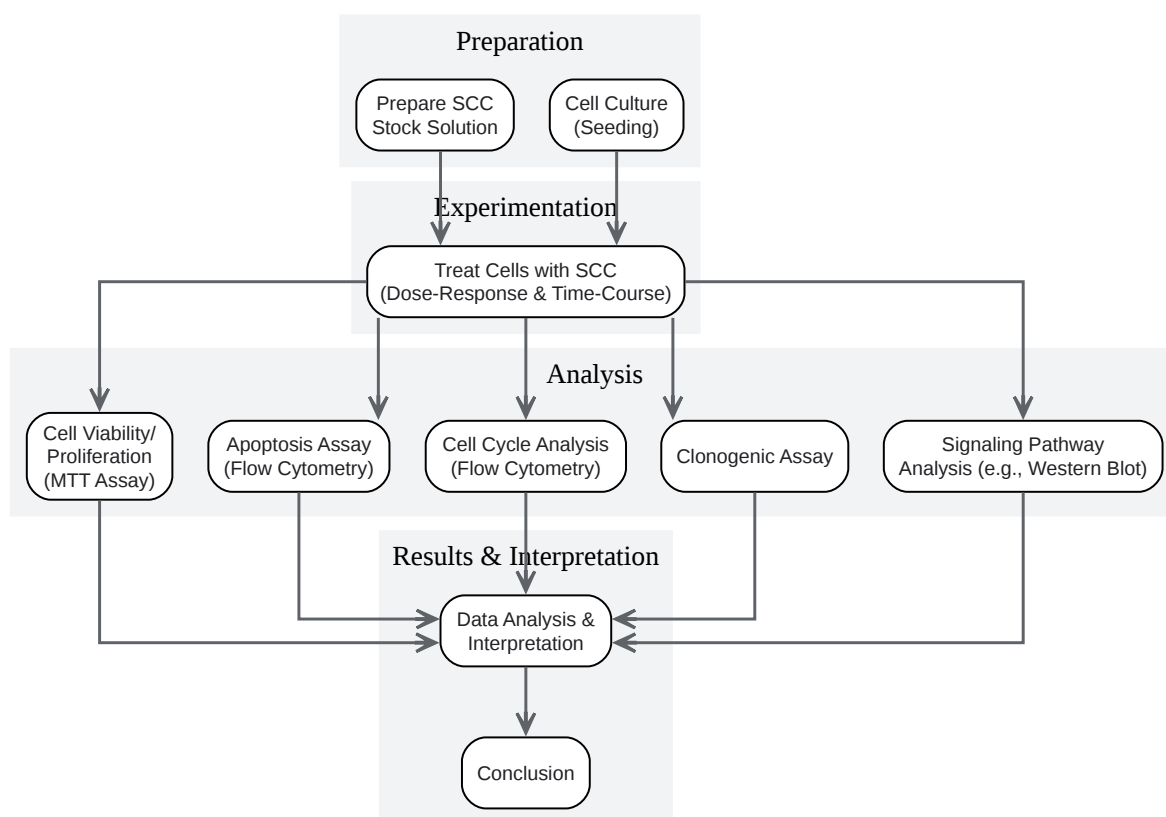 Preparation
Prepare SCC
Stock Solution
Cell Culture
(Seeding)
Experimentation
Treat Cells with SCC
(Dose-Response & Time-Course)
Analysis
Cell Viability/
Proliferation
(MTT Assay)
Apoptosis Assay
(Flow Cytometry)
Cell Cycle Analysis
(Flow Cytometry)
Clonogenic Assay
Signaling Pathway
Analysis (e.g., Western Blot)
Results & Interpretation
Data Analysis &
Interpretation
Conclusion